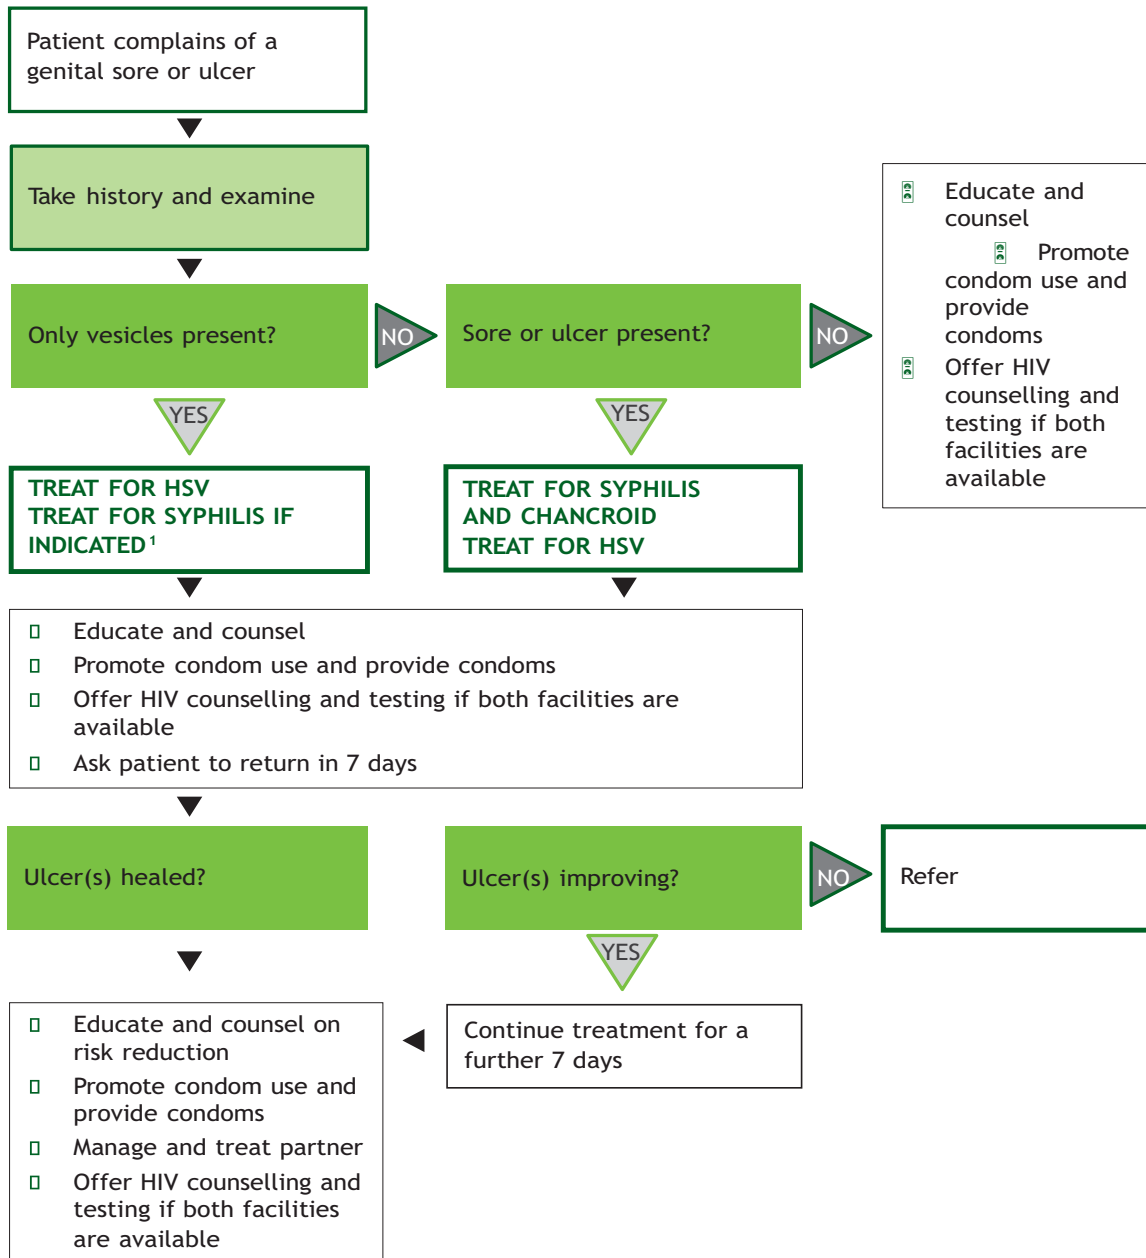 Patient complains of a
genital sore or ulcer
Take history and examine
Only vesicles present?
NO
Sore or ulcer present?
NO
Educate and
counsel
Promote
condom use and
provide
condoms
Offer HIV
counselling and
testing if both
facilities are
available
YES
YES
TREAT FOR HSV
TREAT FOR SYPHILIS IF
INDICATED¹
TREAT FOR SYPHILIS
AND CHANCROID
TREAT FOR HSV
Educate and counsel
Promote condom use and provide condoms
Offer HIV counselling and testing if both facilities are
available
Ask patient to return in 7 days
Ulcer(s) healed?
Ulcer(s) improving?
NO
Refer
YES
Continue treatment for a
further 7 days
Educate and counsel on
risk reduction
Promote condom use and
provide condoms
Manage and treat partner
Offer HIV counselling and
testing if both facilities
are available